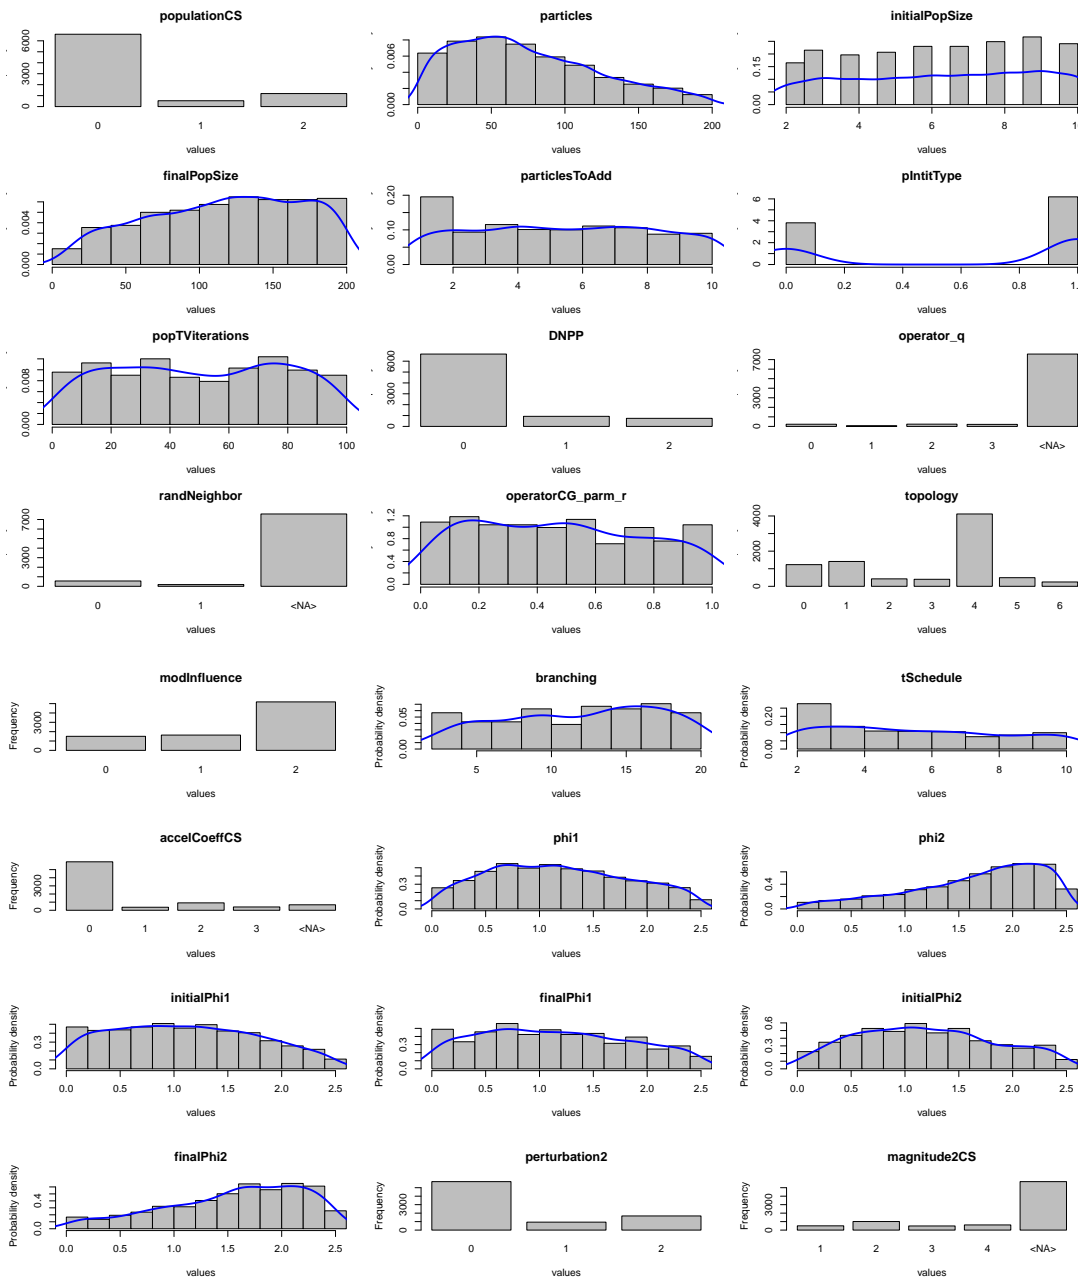 populationCS
particles
initialPopSize
0 3000 6000
0.000 0.006
0.00 0.15
0 1 2
0 50 100 150 200
2 4 6 8 10
values
values
values
finalPopSize
particlesToAdd
pIntitType
0.000 0.004
0.00 0.10 0.20
0 2 4 6
0 50 100 150 200
2 4 6 8 10
0.0 0.2 0.4 0.6 0.8
values
values
values
popTViterations
DNPP
operator_q
0.000 0.008
0 3000 6000
0 3000 7000
0 20 40 60 80 100
0 1 2
0 1 2 3 <NA>
values
values
values
randNeighbor
operatorCG_parm_r
topology
0 3000 7000
0.0 0.4 0.8 1.2
0 2000 4000
0 1 <NA>
0.0 0.2 0.4 0.6 0.8 1.0
0 1 2 3 4 5 6
values
values
values
modInfluence
branching
tSchedule
Frequency
Probability density
Probability density
0 3000
0.00 0.05
0.00 0.20
0 1 2
5 10 15 20
2 4 6 8 10
values
values
values
accelCoeffCS
phi1
phi2
Frequency
Probability density
Probability density
0 3000
0.0 0.3
0.0 0.4
0 1 2 3 <NA>
0.0 0.5 1.0 1.5 2.0 2.5
0.0 0.5 1.0 1.5 2.0 2.5
values
values
values
initialPhi1
finalPhi1
initialPhi2
Probability density
Probability density
Probability density
0.0 0.3
0.0 0.3
0.0 0.3 0.6
0.0 0.5 1.0 1.5 2.0 2.5
0.0 0.5 1.0 1.5 2.0 2.5
0.0 0.5 1.0 1.5 2.0 2.5
values
values
values
finalPhi2
perturbation2
magnitude2CS
Probability density
Frequency
Frequency
0.0 0.4
0 3000
0 3000
0.0 0.5 1.0 1.5 2.0 2.5
0 1 2
1 2 3 4 <NA>
values
values
values